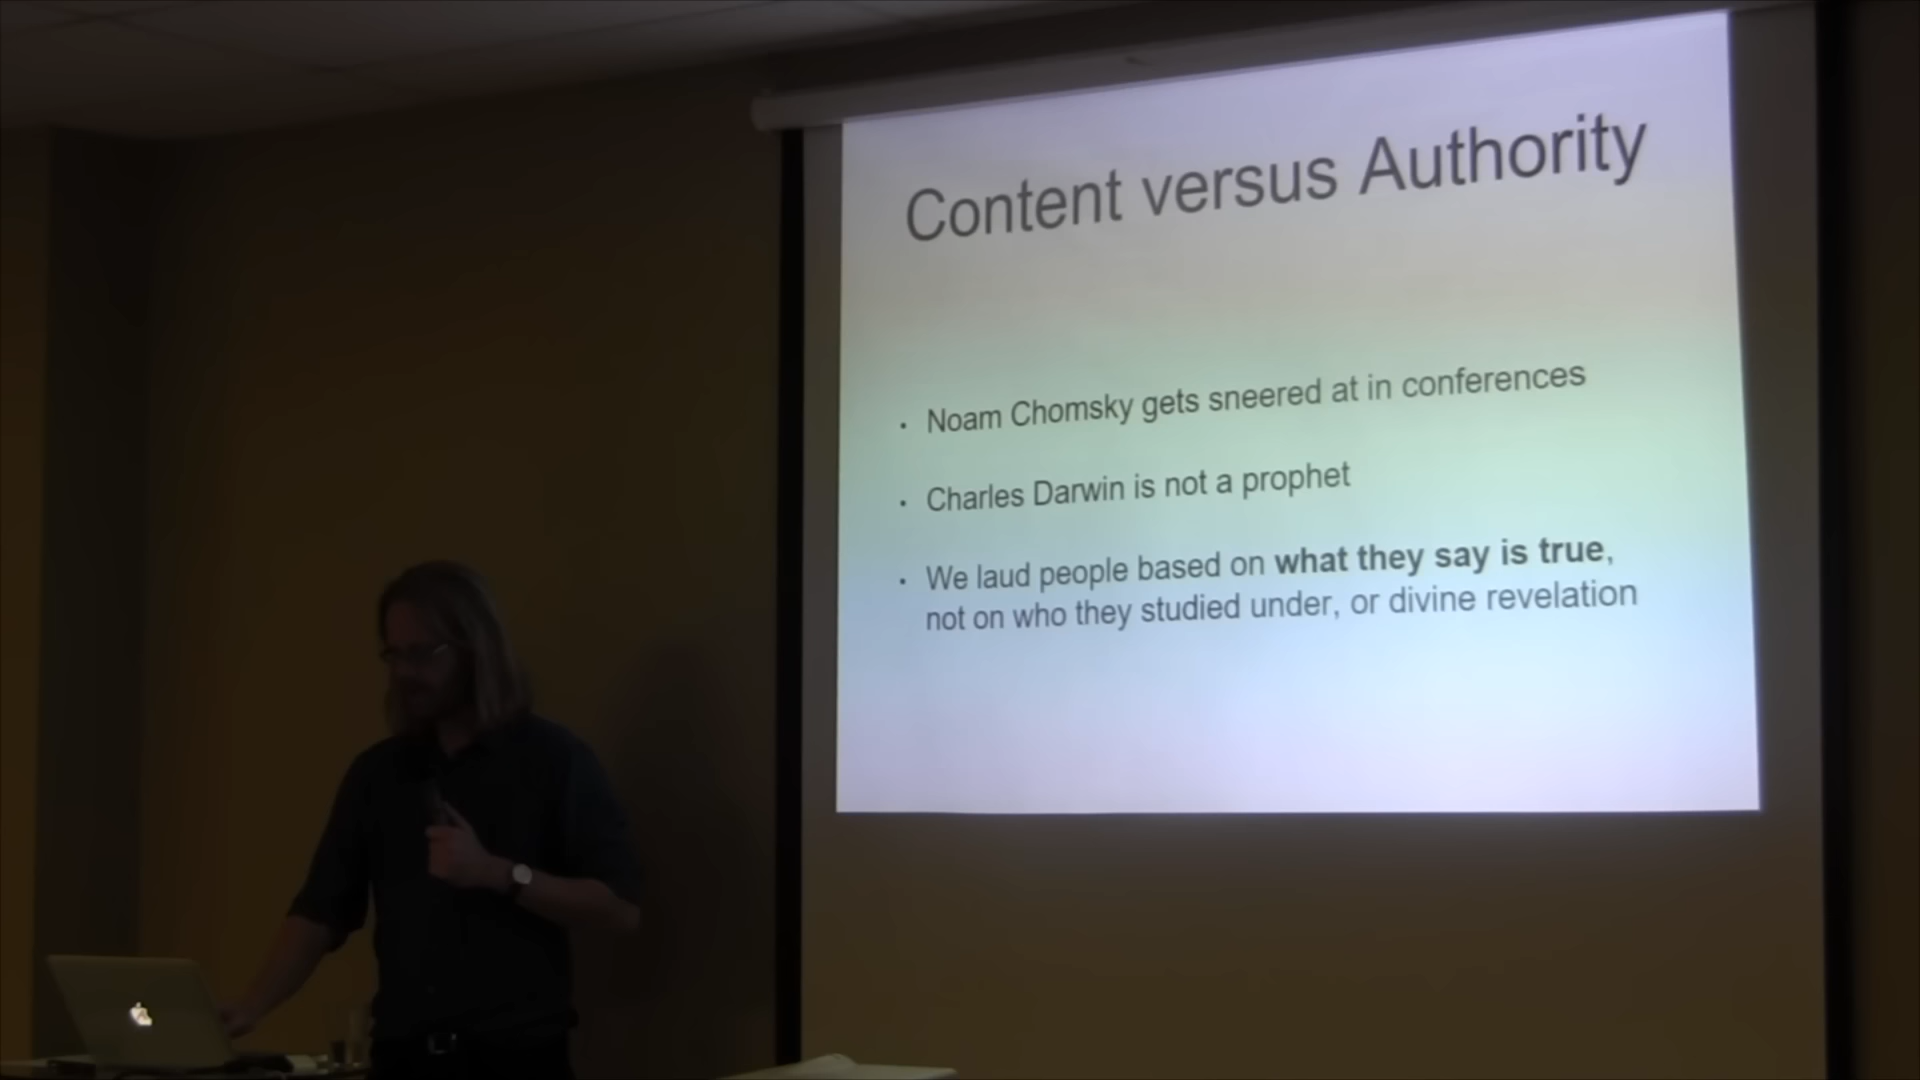 Content versus Authority
· Noam Chomsky gets sneered at in conferences
· Charles Darwin is not a prophet
· We laud people based on what they say is true,
not on who they studied under, or divine revelation